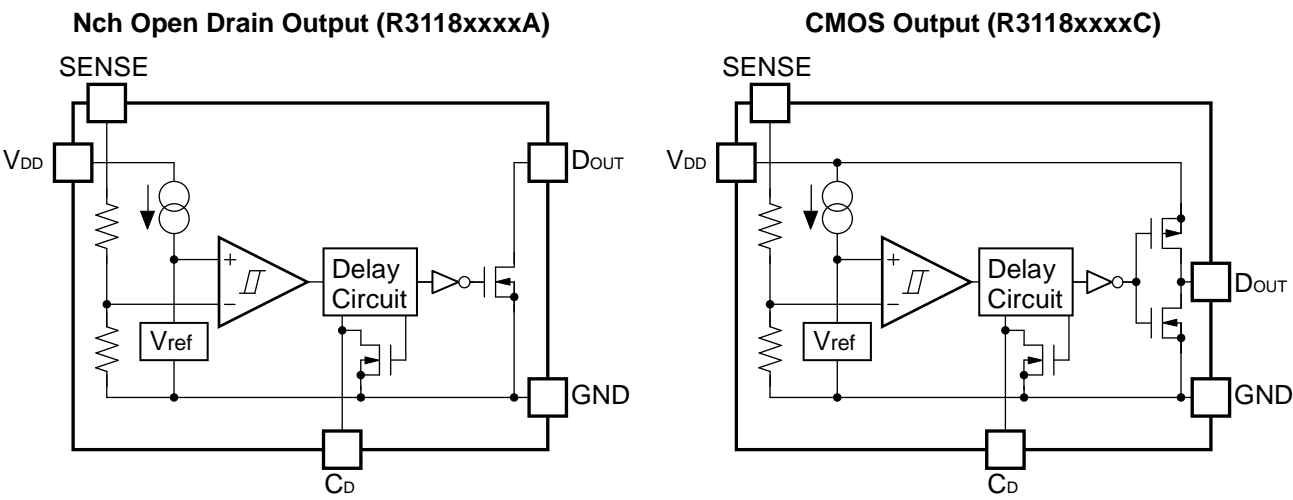 Nch Open Drain Output (R3118xxxxA)
SENSE
VDD
DOUT
+
−
Delay
Circuit
Vref
GND
CD
CMOS Output (R3118xxxxC)
SENSE
VDD
+
−
Delay
Circuit
DOUT
Vref
GND
CD